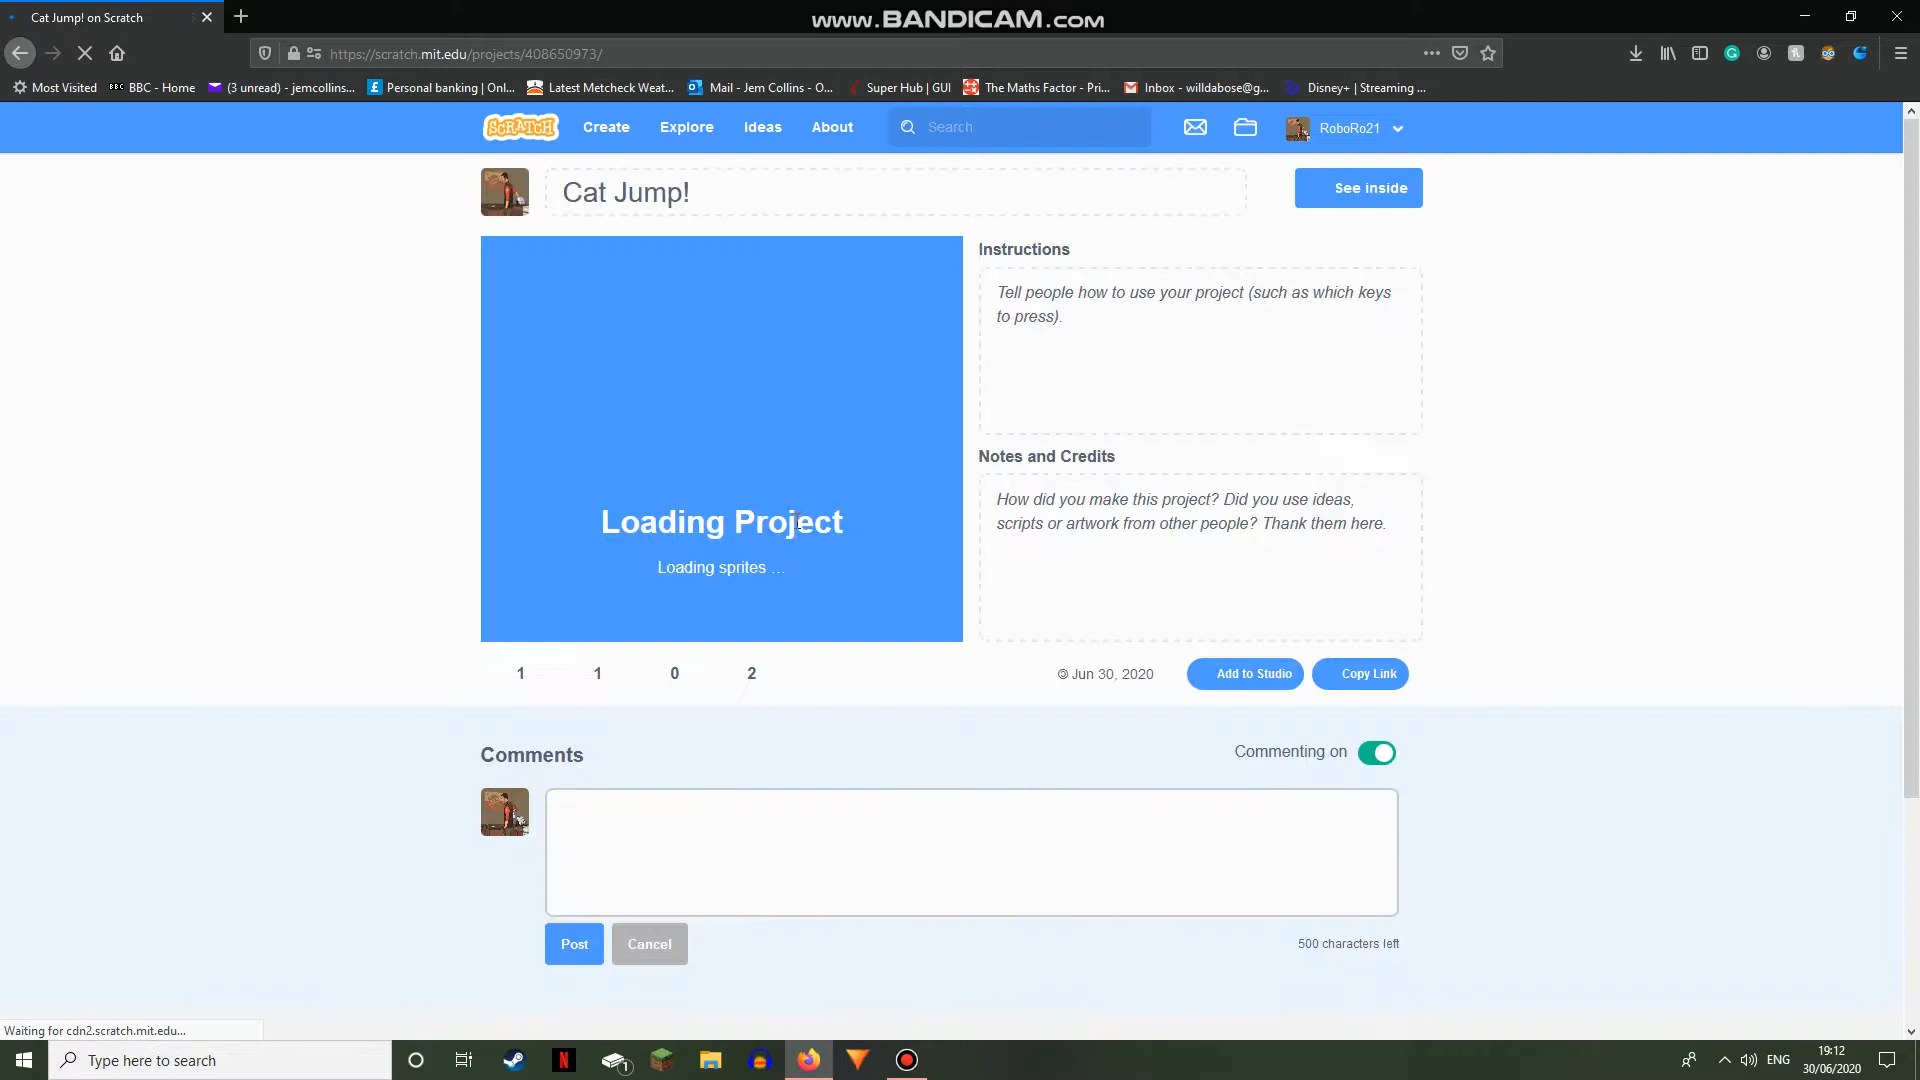 Cat Jump! on Scratch
www.BANDICAM.com
https://scratch.mit.edu/projects/408650973/
Most Visited
BBC BBC - Home
(3 unread) - jemcollins...
Personal banking | Onl...
Latest Metcheck Weat...
Mail - Jem Collins - O...
Super Hub | GUI
The Maths Factor - Pri...
Inbox - willdabose@g...
Disney+ | Streaming ...
SCRATCH
Create
Explore
Ideas
About
Search
RoboRo21
Cat Jump!
See inside
Instructions
Tell people how to use your project (such as which keys
to press).
Loading Project
Loading sprites …
Notes and Credits
How did you make this project? Did you use ideas,
scripts or artwork from other people? Thank them here.
1
1
0
2
© Jun 30, 2020
Add to Studio
Copy Link
Comments
Commenting on
Post
Cancel
500 characters left
Waiting for cdn2.scratch.mit.edu...
Type here to search
N
1
ENG
19:12
30/06/2020